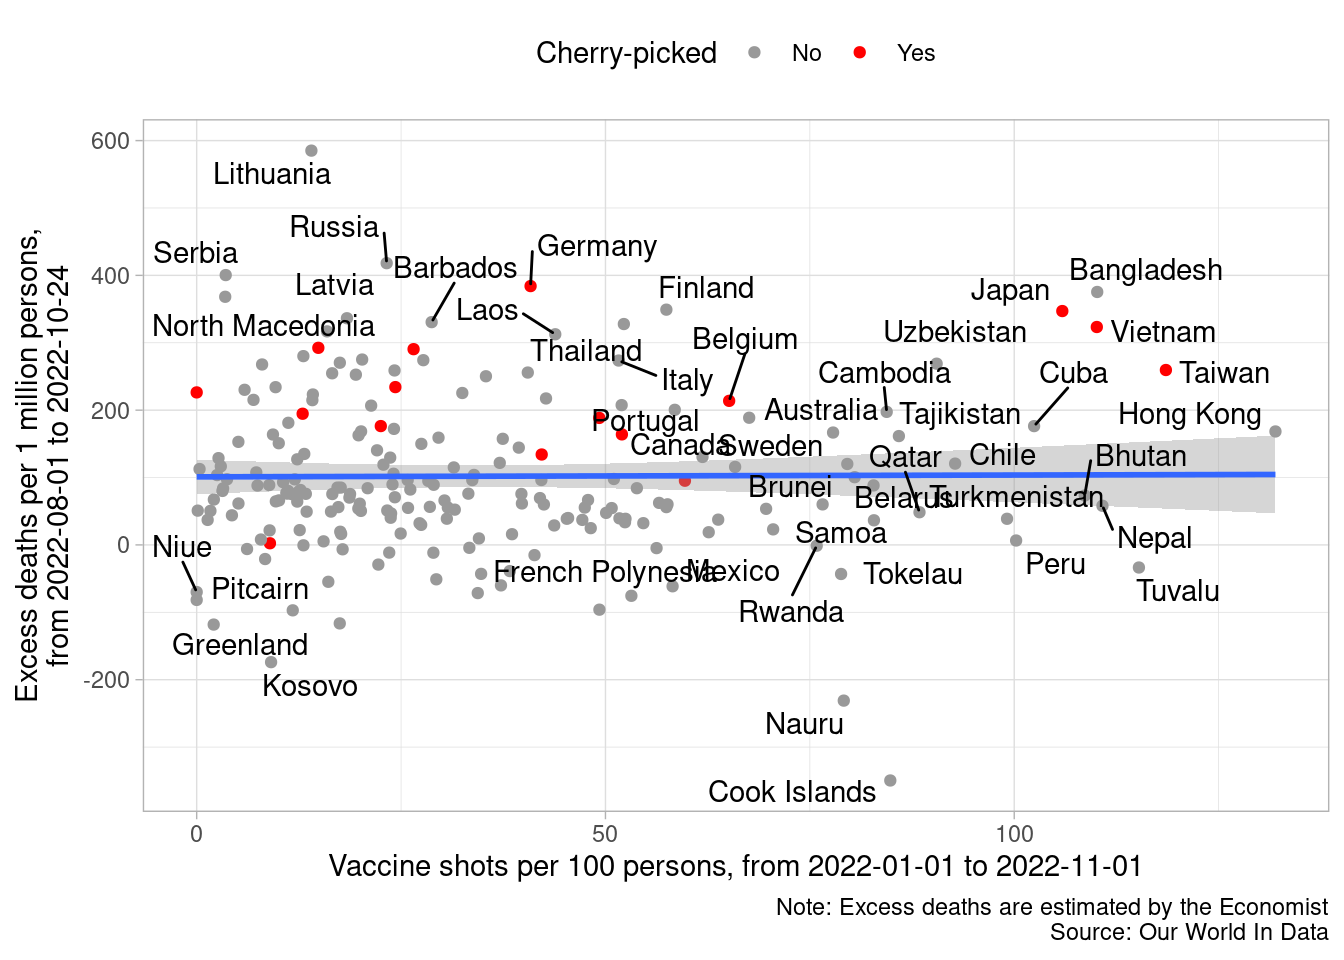 Cherry-picked No Yes
Excess deaths per 1 million persons,
from 2022-08-01 to 2022-10-24
600
400
200
0
-200
Lithuania
Russia
Germany
Serbia
Barbados
Bangladesh
Latvia
Finland
Japan
Laos
North Macedonia
Uzbekistan
Vietnam
Belgium
Thailand
Italy
Cambodia
Cuba
Taiwan
Portugal
Australia
Tajikistan
Hong Kong
Canada
Sweden
Qatar
Chile
Bhutan
Brunei
Belarus
Turkmenistan
Samoa
Nepal
Niue
Pitcairn
French Polynesia
Mexico
Tokelau
Peru
Tuvalu
Rwanda
Greenland
Kosovo
Nauru
Cook Islands
0 50 100
Vaccine shots per 100 persons, from 2022-01-01 to 2022-11-01
Note: Excess deaths are estimated by the Economist
Source: Our World In Data